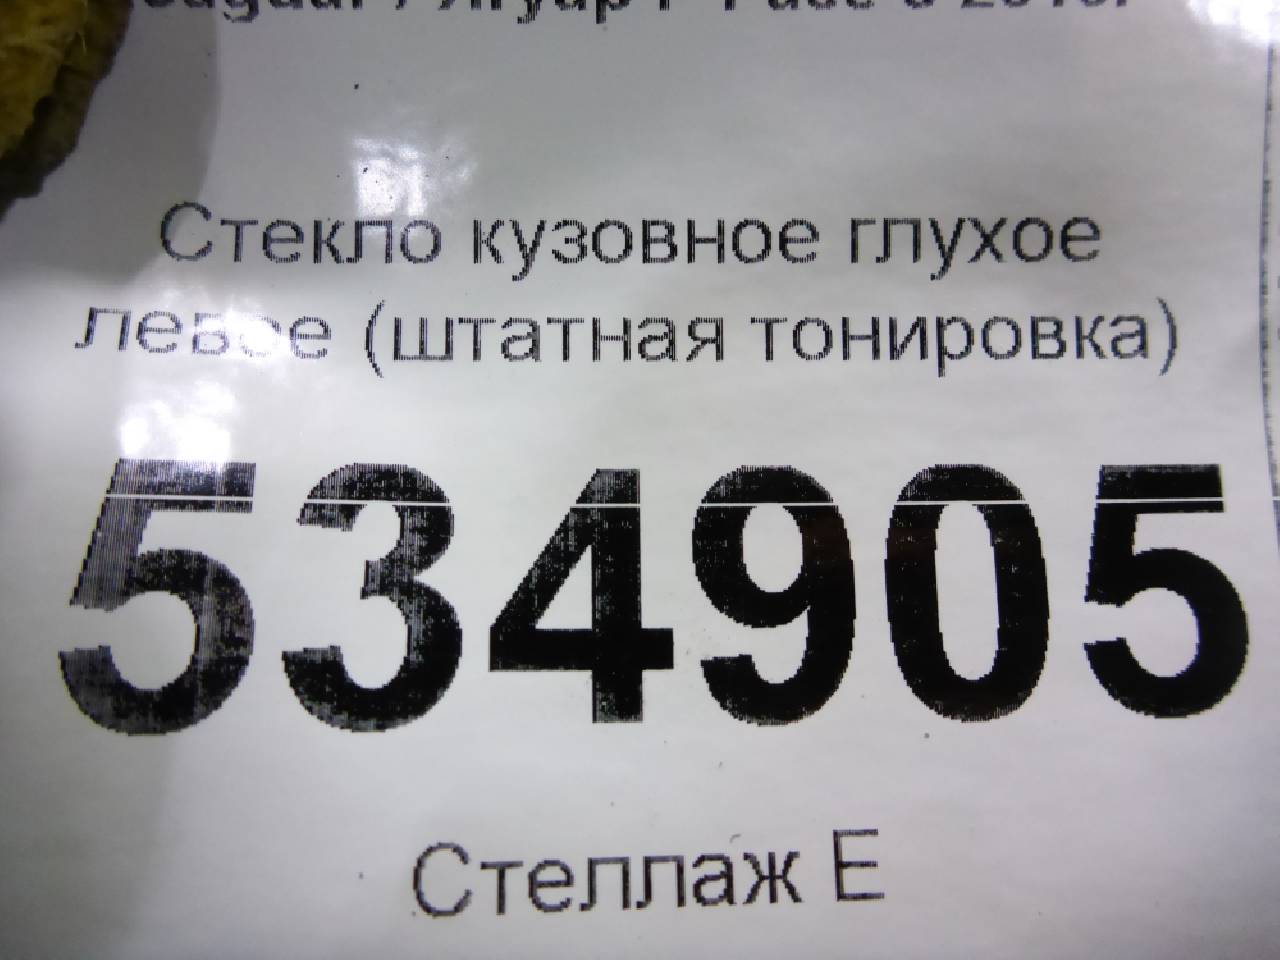 Стекло кузовное глухое
левое (штатная тонировка)
534905
Стеллаж Е